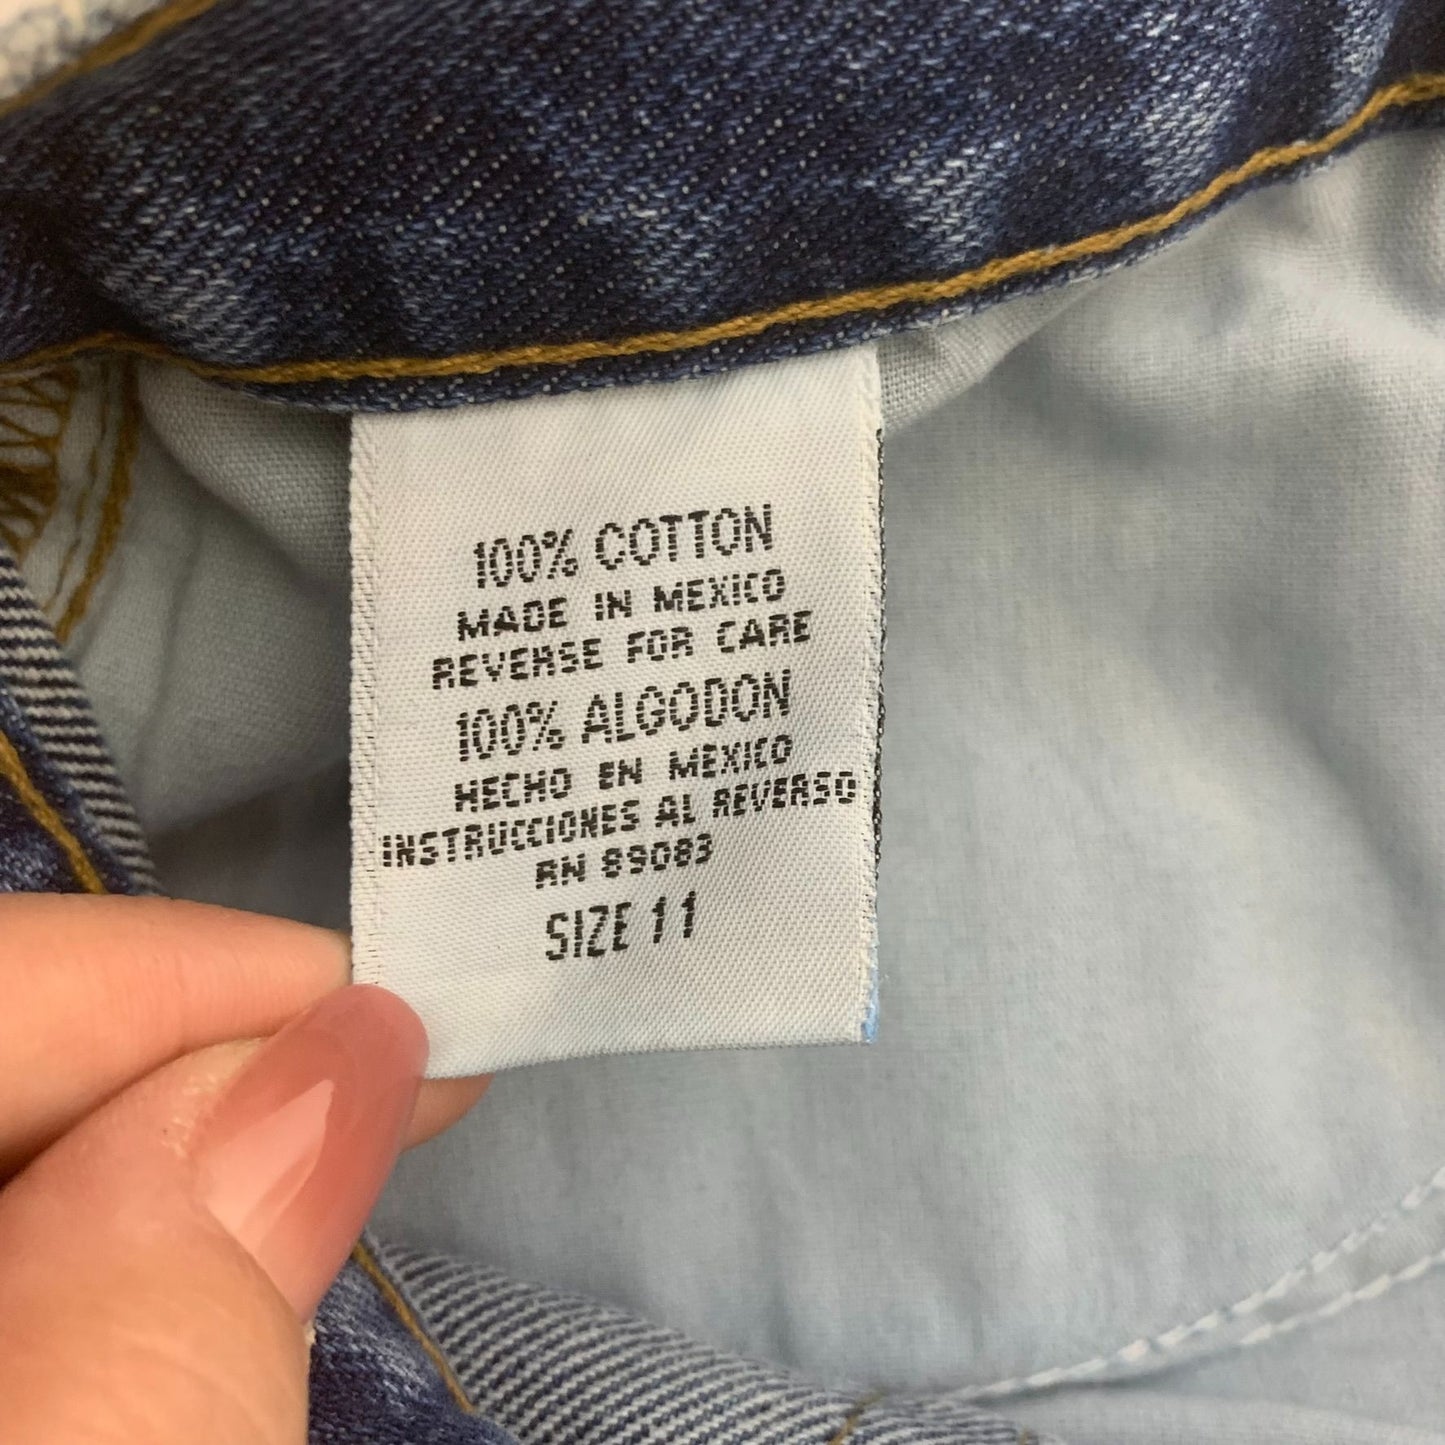 100% COTTON
MADE IN MEXICO
REVERSE FOR CARE
100% ALGODON
HECHO EN MEXICO
INSTRUCCIONES AL REVERSO
RN 89083
SIZE 11